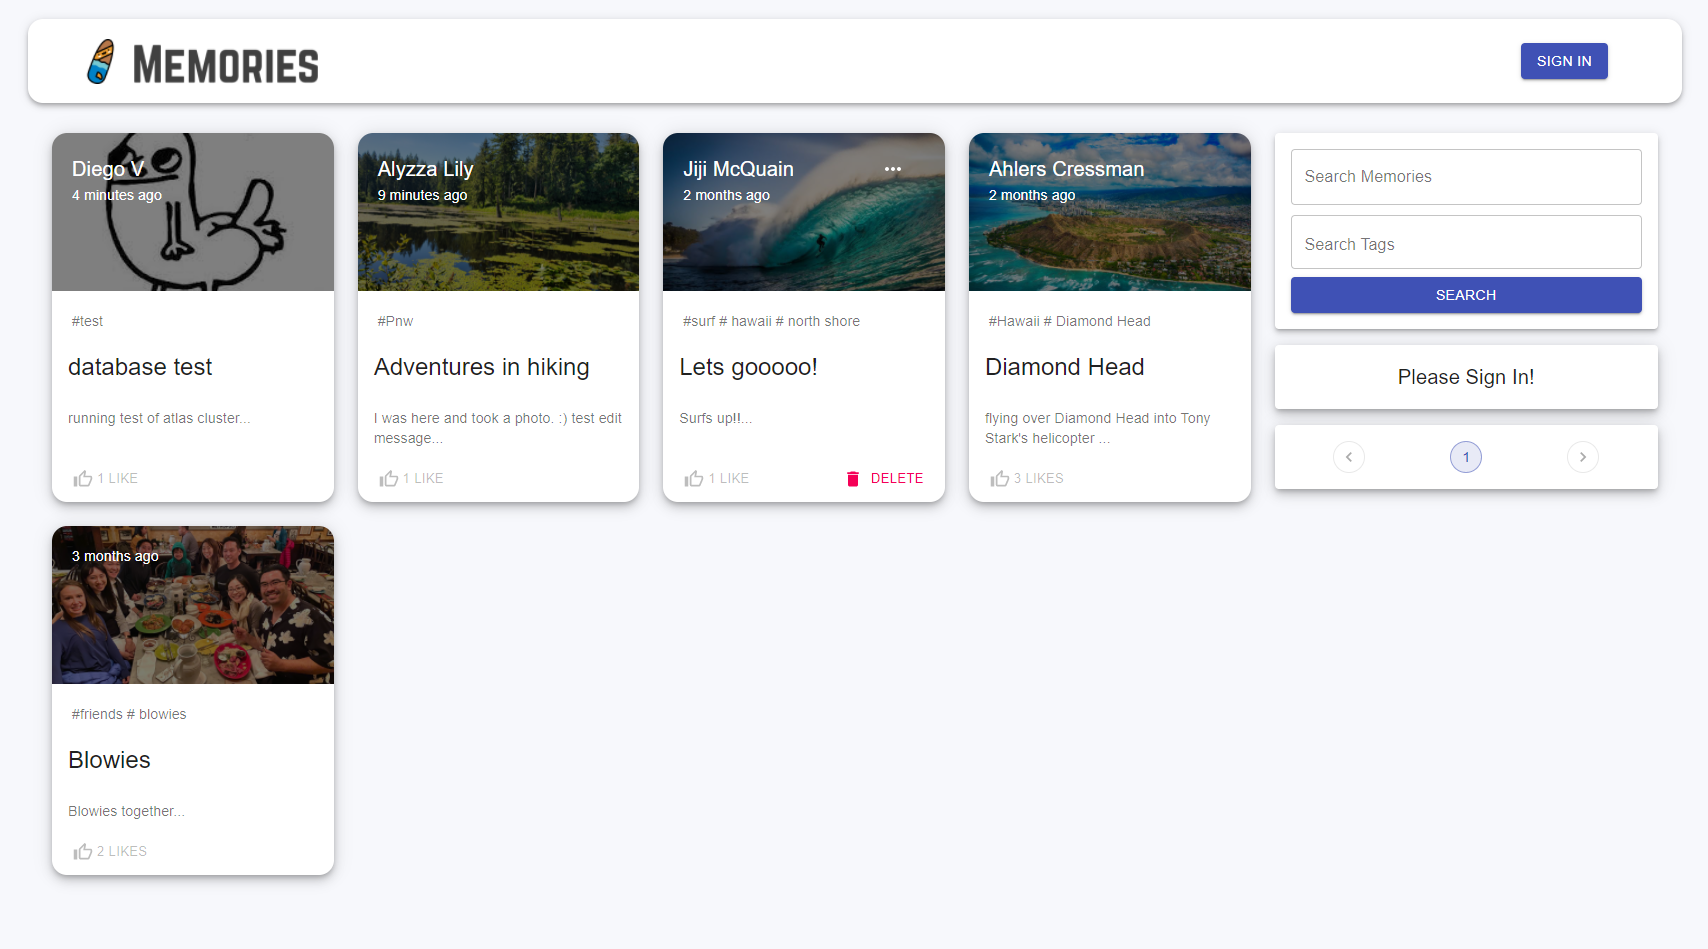 MEMORIES
SIGN IN
Diego V
4 minutes ago
#test
database test
running test of atlas cluster...
1 LIKE
Alyzza Lily
9 minutes ago
#Pnw
Adventures in hiking
I was here and took a photo. :) test edit
message...
1 LIKE
Jiji McQuain
2 months ago
#surf # hawaii # north shore
Lets gooooo!
Surfs up!!...
1 LIKE
DELETE
Ahlers Cressman
2 months ago
#Hawaii # Diamond Head
Diamond Head
flying over Diamond Head into Tony
Stark's helicopter ...
3 LIKES
Search Memories
Search Tags
SEARCH
Please Sign In!
1
3 months ago
#friends # blowies
Blowies
Blowies together...
2 LIKES